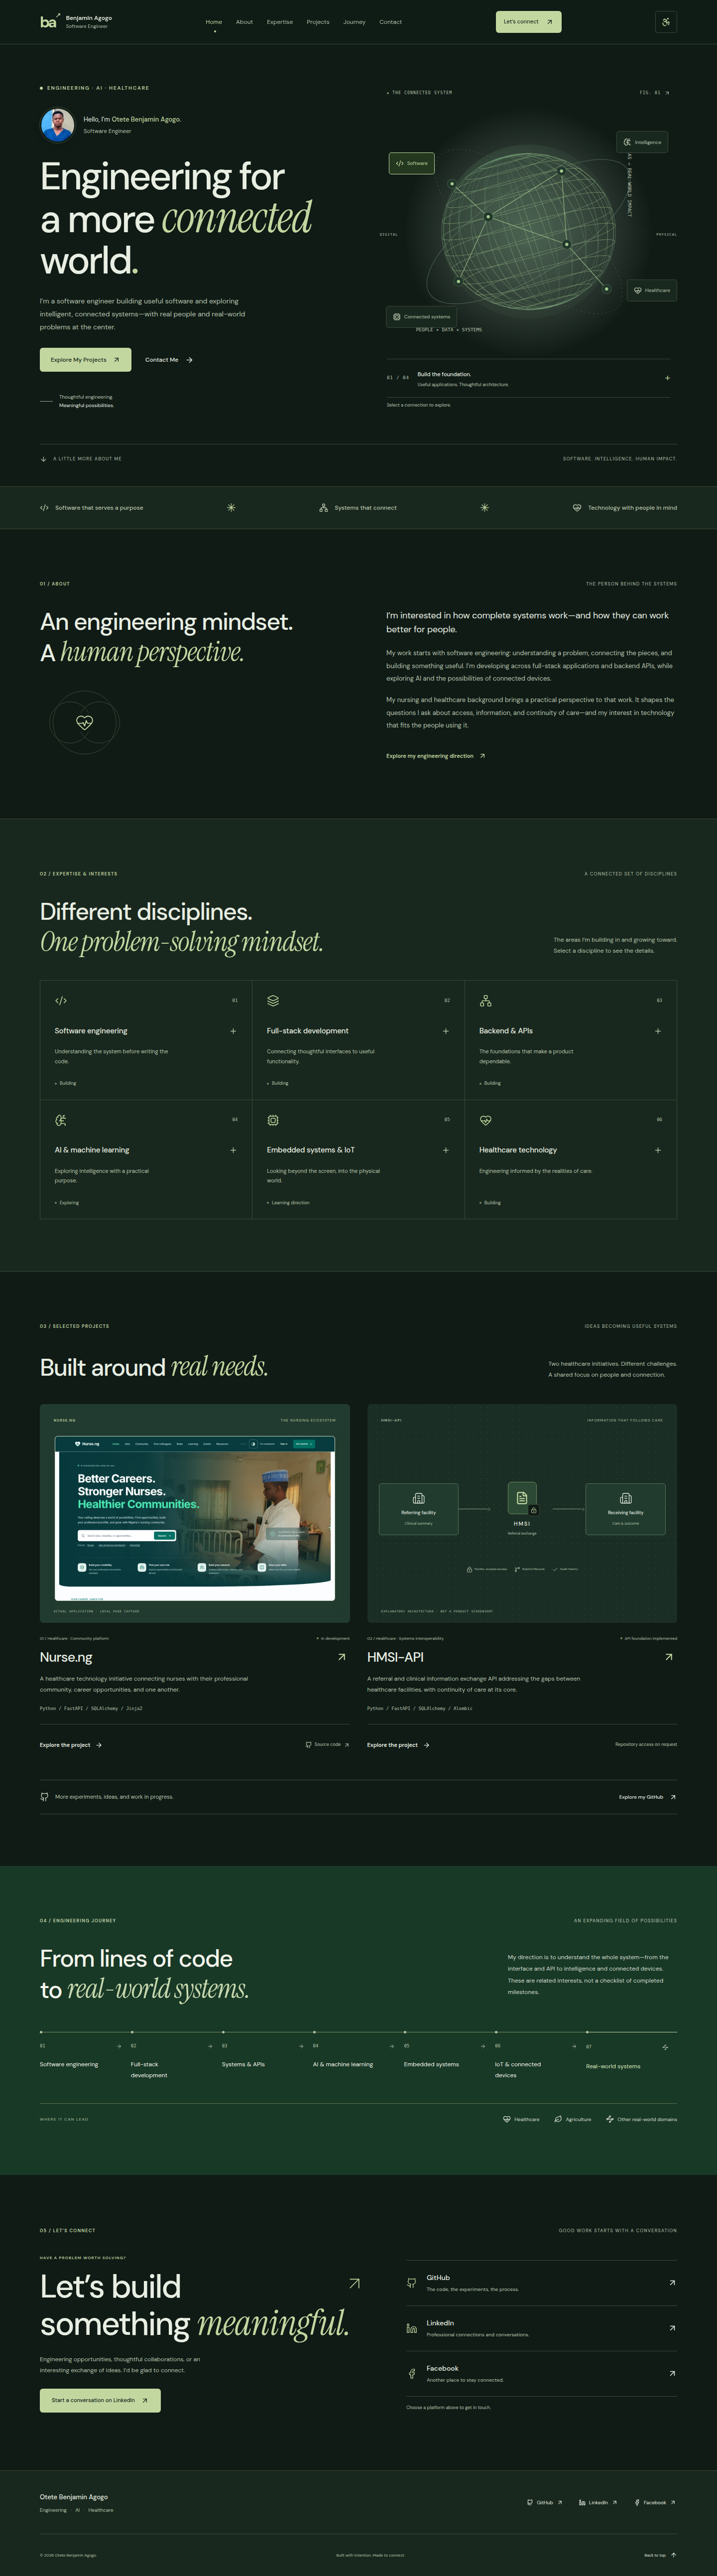 ba
Benjamin Agogo
Software Engineer
Home
About
Expertise
Projects
Journey
Contact
Let's connect
ENGINEERING · AI · HEALTHCARE
Hello, I'm Otete Benjamin Agogo.
Software Engineer
Engineering for
a more connected
world.
I'm a software engineer building useful software and exploring
intelligent, connected systems—with real people and real-world
problems at the center.
Explore My Projects
Contact Me
Thoughtful engineering.
Meaningful possibilities.
THE CONNECTED SYSTEM
FIG. 01
Software
Intelligence
DIGITAL
PHYSICAL
Healthcare
Connected systems
PEOPLE + DATA + SYSTEMS
01 / 04
Build the foundation.
Useful applications. Thoughtful architecture.
Select a connection to explore.
A LITTLE MORE ABOUT ME
SOFTWARE. INTELLIGENCE. HUMAN IMPACT.
Software that serves a purpose
Systems that connect
Technology with people in mind
01 / ABOUT
THE PERSON BEHIND THE SYSTEMS
An engineering mindset.
A human perspective.
I'm interested in how complete systems work—and how they can work
better for people.
My work starts with software engineering: understanding a problem, connecting the pieces, and
building something useful. I'm developing across full-stack applications and backend APIs, while
exploring AI and the possibilities of connected devices.
My nursing and healthcare background brings a practical perspective to that work. It shapes the
questions I ask about access, information, and continuity of care—and my interest in technology
that fits the people using it.
Explore my engineering direction
02 / EXPERTISE & INTERESTS
A CONNECTED SET OF DISCIPLINES
Different disciplines.
One problem-solving mindset.
The areas I'm building in and growing toward.
Select a discipline to see the details.
01
Software engineering
Understanding the system before writing the
code.
Building
02
Full-stack development
Connecting thoughtful interfaces to useful
functionality.
Building
03
Backend & APIs
The foundations that make a product
dependable.
Building
04
AI & machine learning
Exploring intelligence with a practical
purpose.
Exploring
05
Embedded systems & IoT
Looking beyond the screen, into the physical
world.
Learning direction
06
Healthcare technology
Engineering informed by the realities of care.
Building
03 / SELECTED PROJECTS
IDEAS BECOMING USEFUL SYSTEMS
Built around real needs.
Two healthcare initiatives. Different challenges.
A shared focus on people and connection.
NURSE.NG
THE NURSING ECOSYSTEM
Nurse.ng
Better Careers.
Stronger Nurses.
Healthier Communities.
ACTUAL APPLICATION · LOCAL PAGE CAPTURE
HMSI-API
INFORMATION THAT FOLLOWS CARE
Referring facility
Clinical summary
HMSI
Referral exchange
Receiving facility
Care & outcome
EXPLANATORY ARCHITECTURE · NOT A PRODUCT SCREENSHOT
01 / Healthcare · Community platform
In development
Nurse.ng
A healthcare technology initiative connecting nurses with their professional
community, career opportunities, and one another.
Python / FastAPI / SQLAlchemy / Jinja2
Explore the project
Source code
02 / Healthcare · Systems interoperability
API foundation implemented
HMSI-API
A referral and clinical information exchange API addressing the gaps between
healthcare facilities, with continuity of care at its core.
Python / FastAPI / SQLAlchemy / Alembic
Explore the project
Repository access on request
More experiments, ideas, and work in progress.
Explore my GitHub
04 / ENGINEERING JOURNEY
AN EXPANDING FIELD OF POSSIBILITIES
From lines of code
to real-world systems.
My direction is to understand the whole system—from the
interface and API to intelligence and connected devices.
These are related interests, not a checklist of completed
milestones.
01
Software engineering
02
Full-stack
development
03
Systems & APIs
04
AI & machine learning
05
Embedded systems
06
IoT & connected
devices
07
Real-world systems
WHERE IT CAN LEAD
Healthcare
Agriculture
Other real-world domains
05 / LET'S CONNECT
GOOD WORK STARTS WITH A CONVERSATION
HAVE A PROBLEM WORTH SOLVING?
Let's build
something meaningful.
Engineering opportunities, thoughtful collaborations, or an
interesting exchange of ideas. I'd be glad to connect.
Start a conversation on LinkedIn
GitHub
The code, the experiments, the process.
LinkedIn
Professional connections and conversations.
Facebook
Another place to stay connected.
Choose a platform above to get in touch.
Otete Benjamin Agogo
Engineering · AI · Healthcare
GitHub
LinkedIn
Facebook
© 2026 Otete Benjamin Agogo.
Built with intention. Made to connect.
Back to top